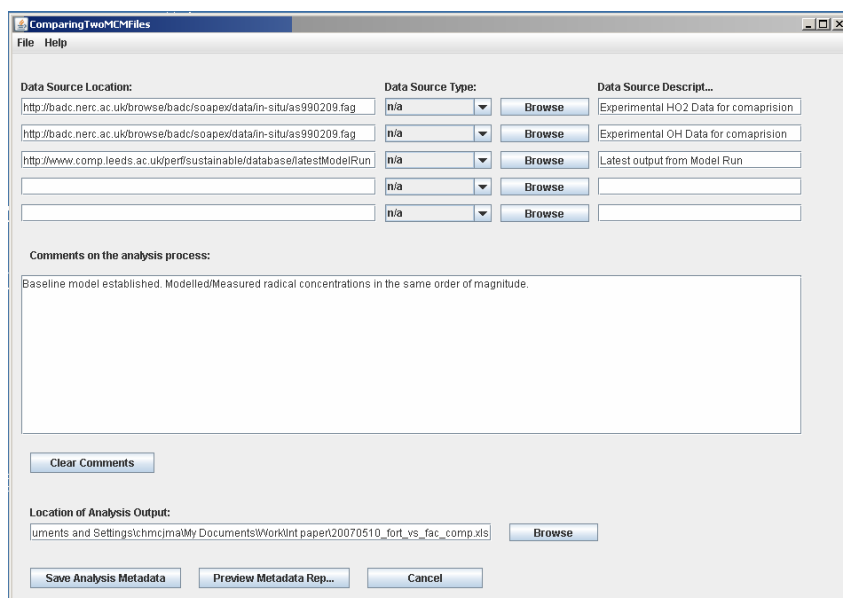 ComparingTwoMCMFiles
File Help
Data Source Location: Data Source Type: Data Source Descript...
http://badc.nerc.ac.uk/browse/badc/soapex/data/in-situ/as990209.fag n/a Browse Experimental HO2 Data for comaprision
http://badc.nerc.ac.uk/browse/badc/soapex/data/in-situ/as990209.fag n/a Browse Experimental OH Data for comaprision
http://www.comp.leeds.ac.uk/perf/sustainable/database/latestModelRun n/a Browse Latest output from Model Run
n/a Browse
n/a Browse
Comments on the analysis process:
Baseline model established. Modelled/Measured radical concentrations in the same order of magnitude.
Clear Comments
Location of Analysis Output:
uments and Settings\chmcjma\My Documents\Work\Int paper\20070510_fort_vs_fac_comp.xls Browse
Save Analysis Metadata Preview Metadata Rep... Cancel